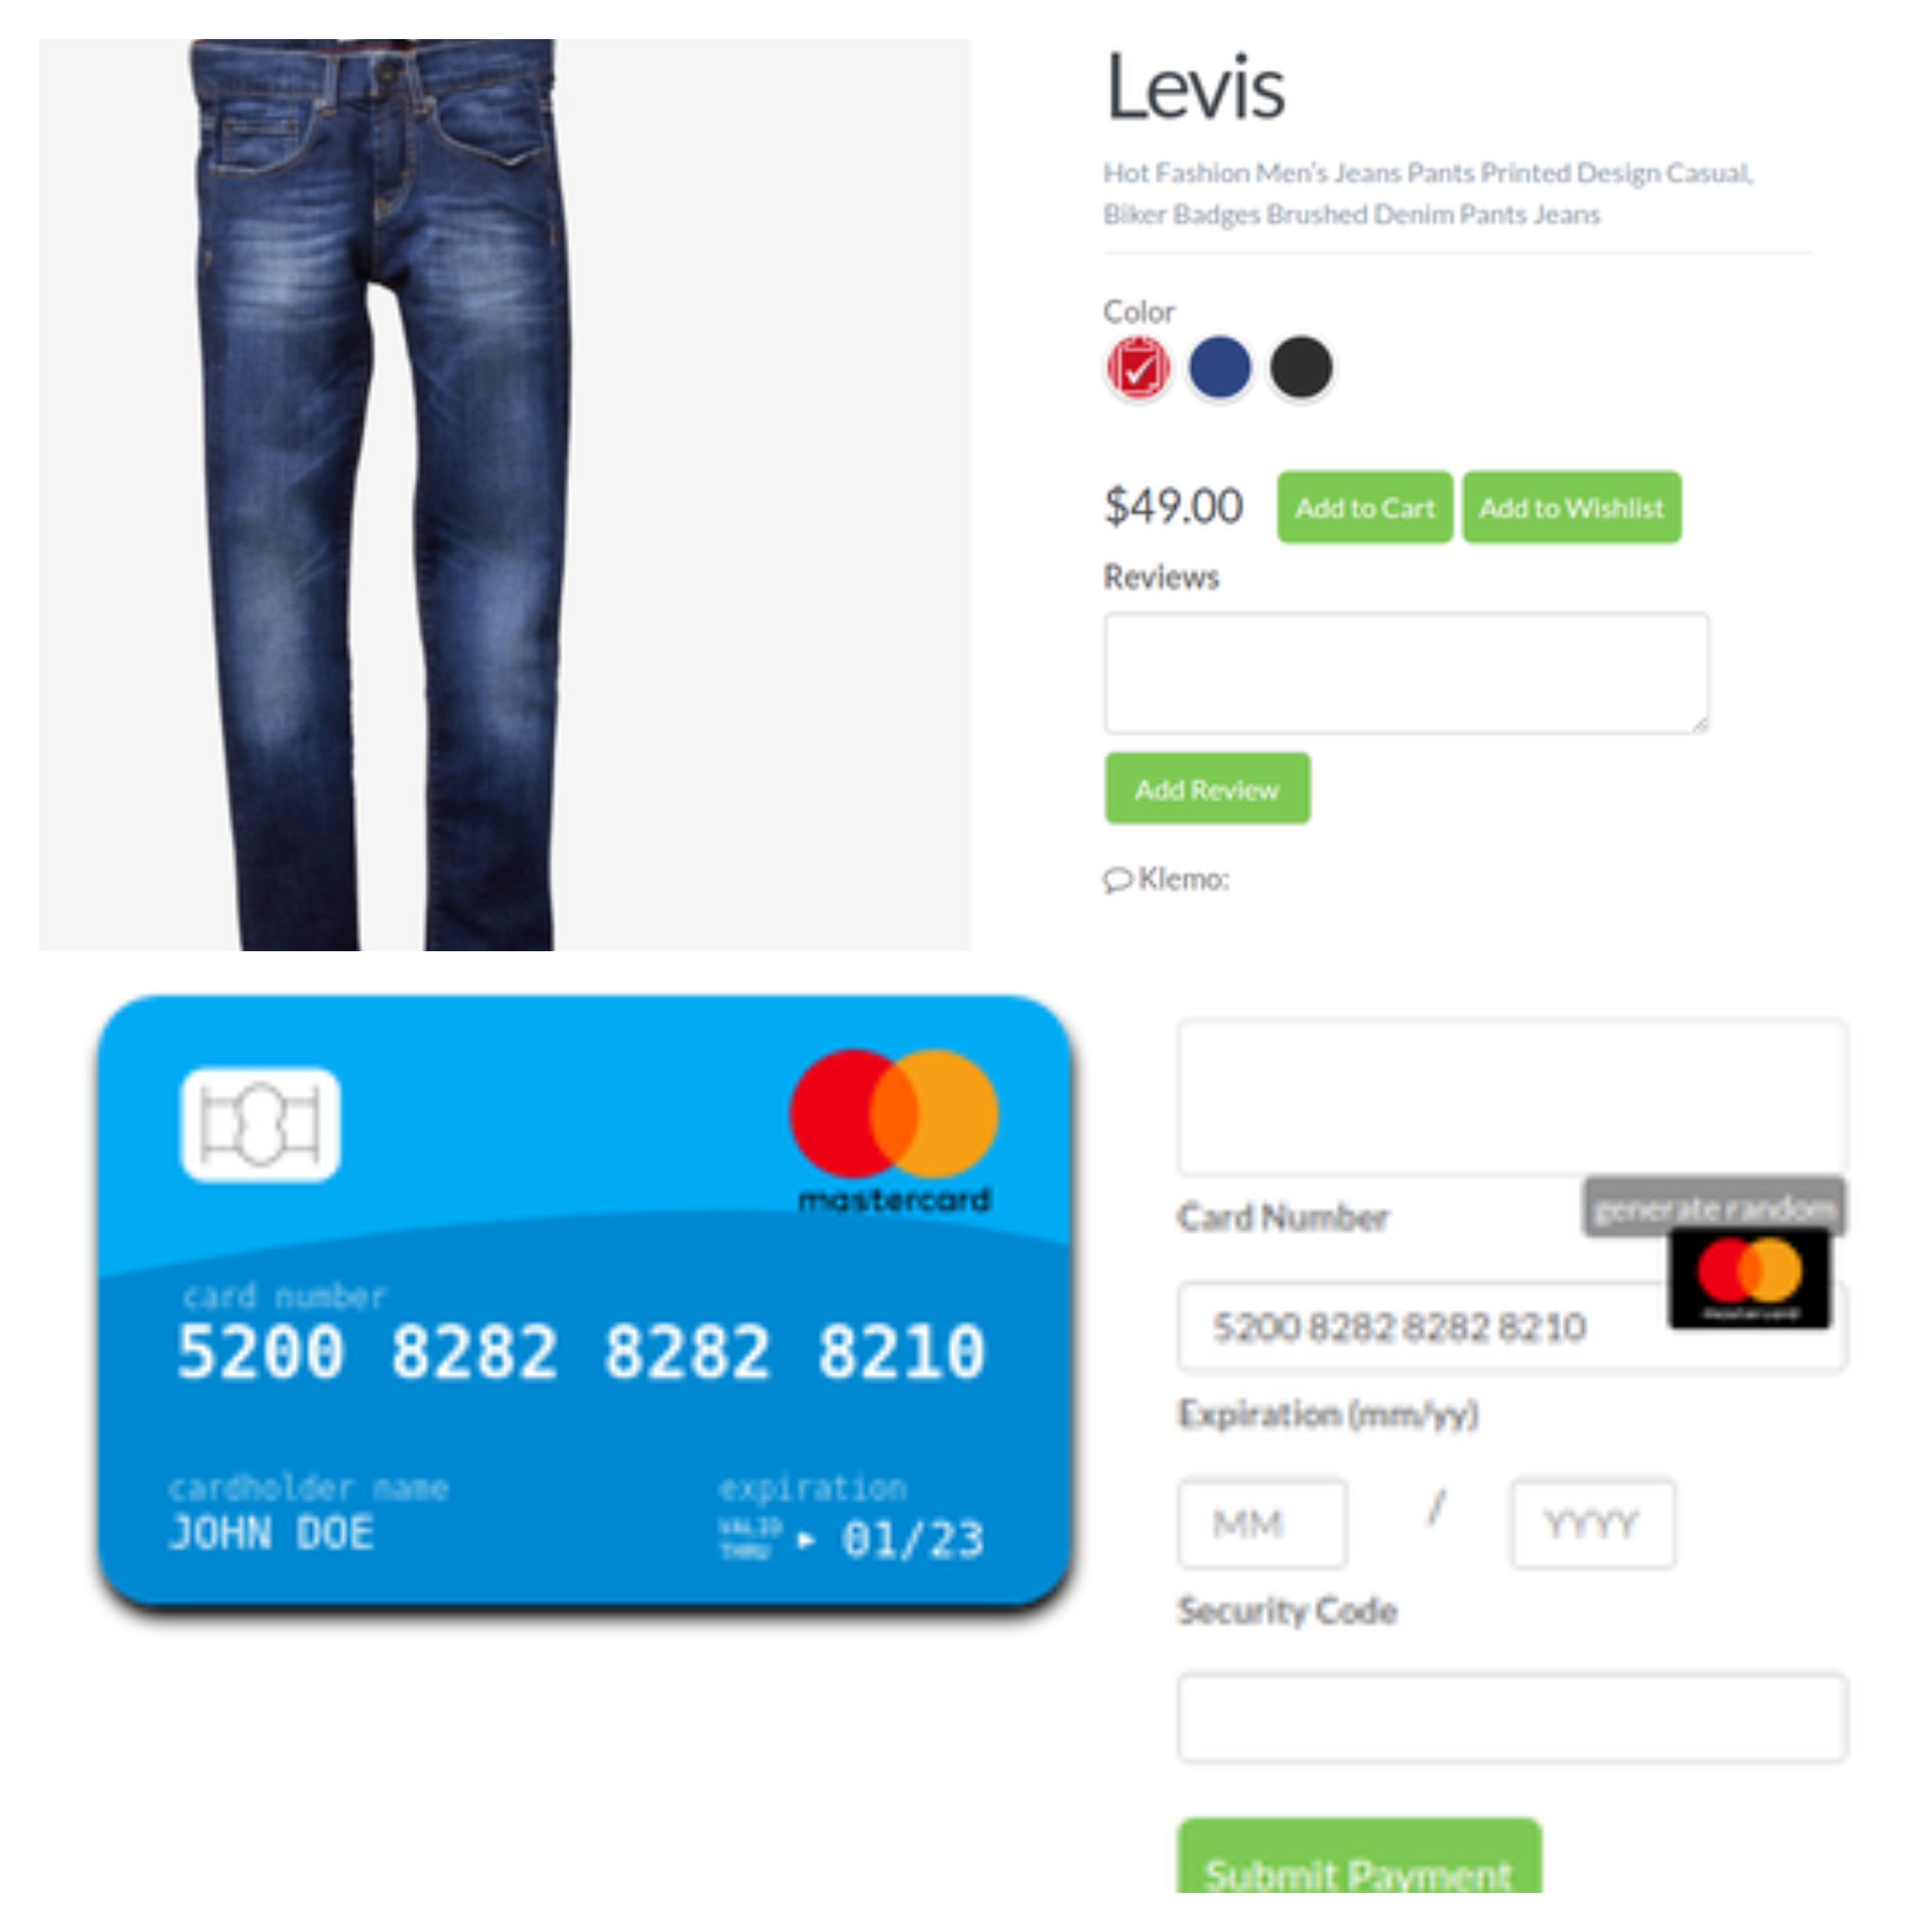 Levis
Hot Fashion Men's Jeans Pants Printed Design Casual,
Biker Badges Brushed Denim Pants Jeans
Color
$49.00 Add to Cart Add to Wishlist
Reviews
Add Review
Klemo:
mastercard
card number
5200 8282 8282 8210
cardholder name
JOHN DOE
expiration
VALID
THRU
01/23
generate random
Card Number
mastercard
5200 8282 8282 8210
Expiration (mm/yy)
MM / YYYY
Security Code
Submit Payment